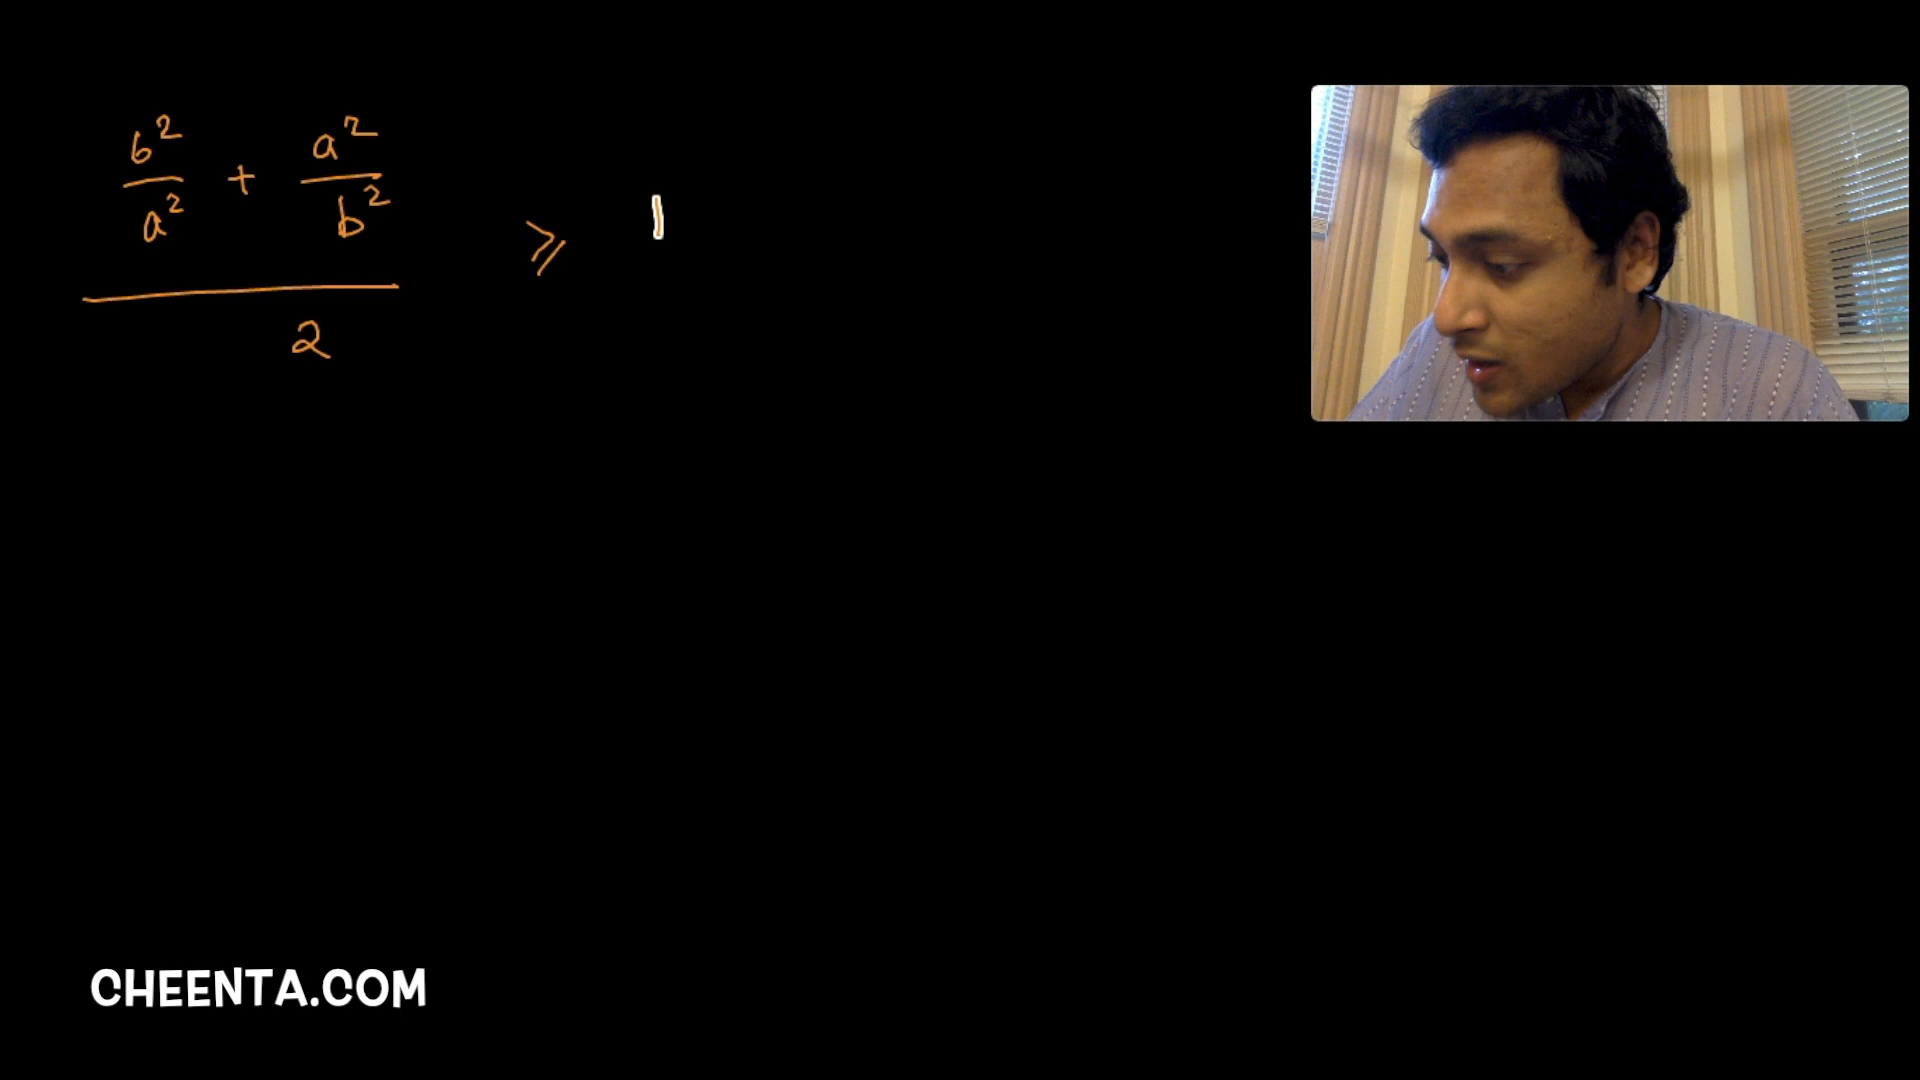 b²/a² + a²/b²
—————— ≥ 1
2
CHEENTA.COM